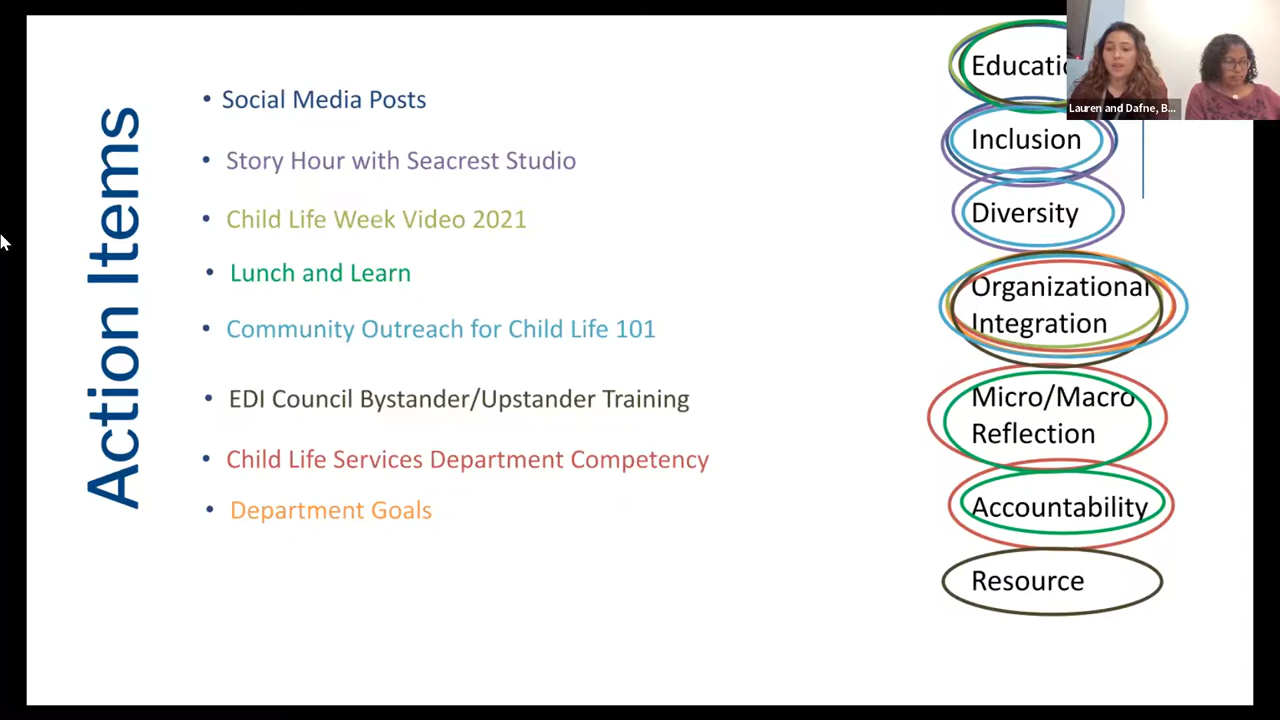 Action Items
• Social Media Posts
• Story Hour with Seacrest Studio
• Child Life Week Video 2021
• Lunch and Learn
• Community Outreach for Child Life 101
• EDI Council Bystander/Upstander Training
• Child Life Services Department Competency
• Department Goals
Inclusion
Diversity
Organizational
Integration
Micro/Macro
Reflection
Accountability
Resource
Lauren and Dafne, B...